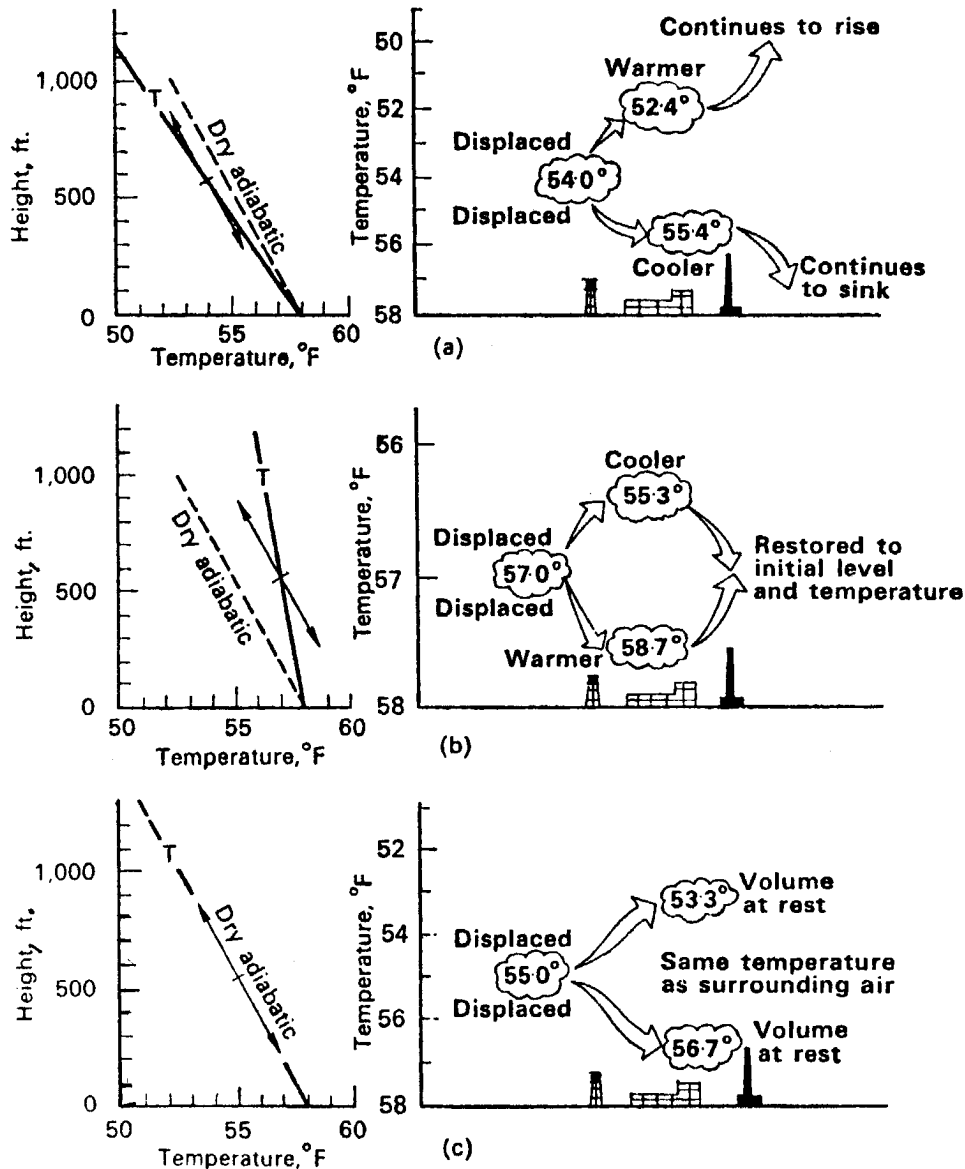 Height, ft.
1,000
500
0
T
Dry adiabatic
50
55
60
Temperature, °F
Temperature, °F
50
52
54
56
58
Continues to rise
Warmer
52·4°
Displaced
54·0°
Displaced
55·4°
Cooler
Continues
to sink
(a)
Height, ft.
1,000
500
0
T
Dry adiabatic
50
55
60
Temperature, °F
Temperature, °F
56
57
58
Cooler
55·3°
Displaced
57·0°
Displaced
Restored to
initial level
and temperature
Warmer
58·7°
(b)
Height, ft.
1,000
500
0
T
Dry adiabatic
50
55
60
Temperature, °F
Temperature, °F
52
54
56
58
53·3°
Volume
at rest
Displaced
55·0°
Displaced
Same temperature
as surrounding air
56·7°
Volume
at rest
(c)